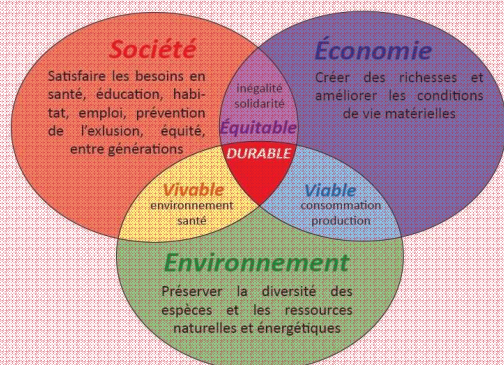 Société
Satisfaire les besoins en
santé, éducation, habi-
tat, emploi, prévention
de l'exlusion, équité,
entre générations
Économie
Créer des richesses et
améliorer les conditions
de vie matérielles
inégalité
solidarité
Équitable
DURABLE
Vivable
environnement
santé
Viable
consommation
production
Environnement
Préserver la diversité des
espèces et les ressources
naturelles et énergétiques